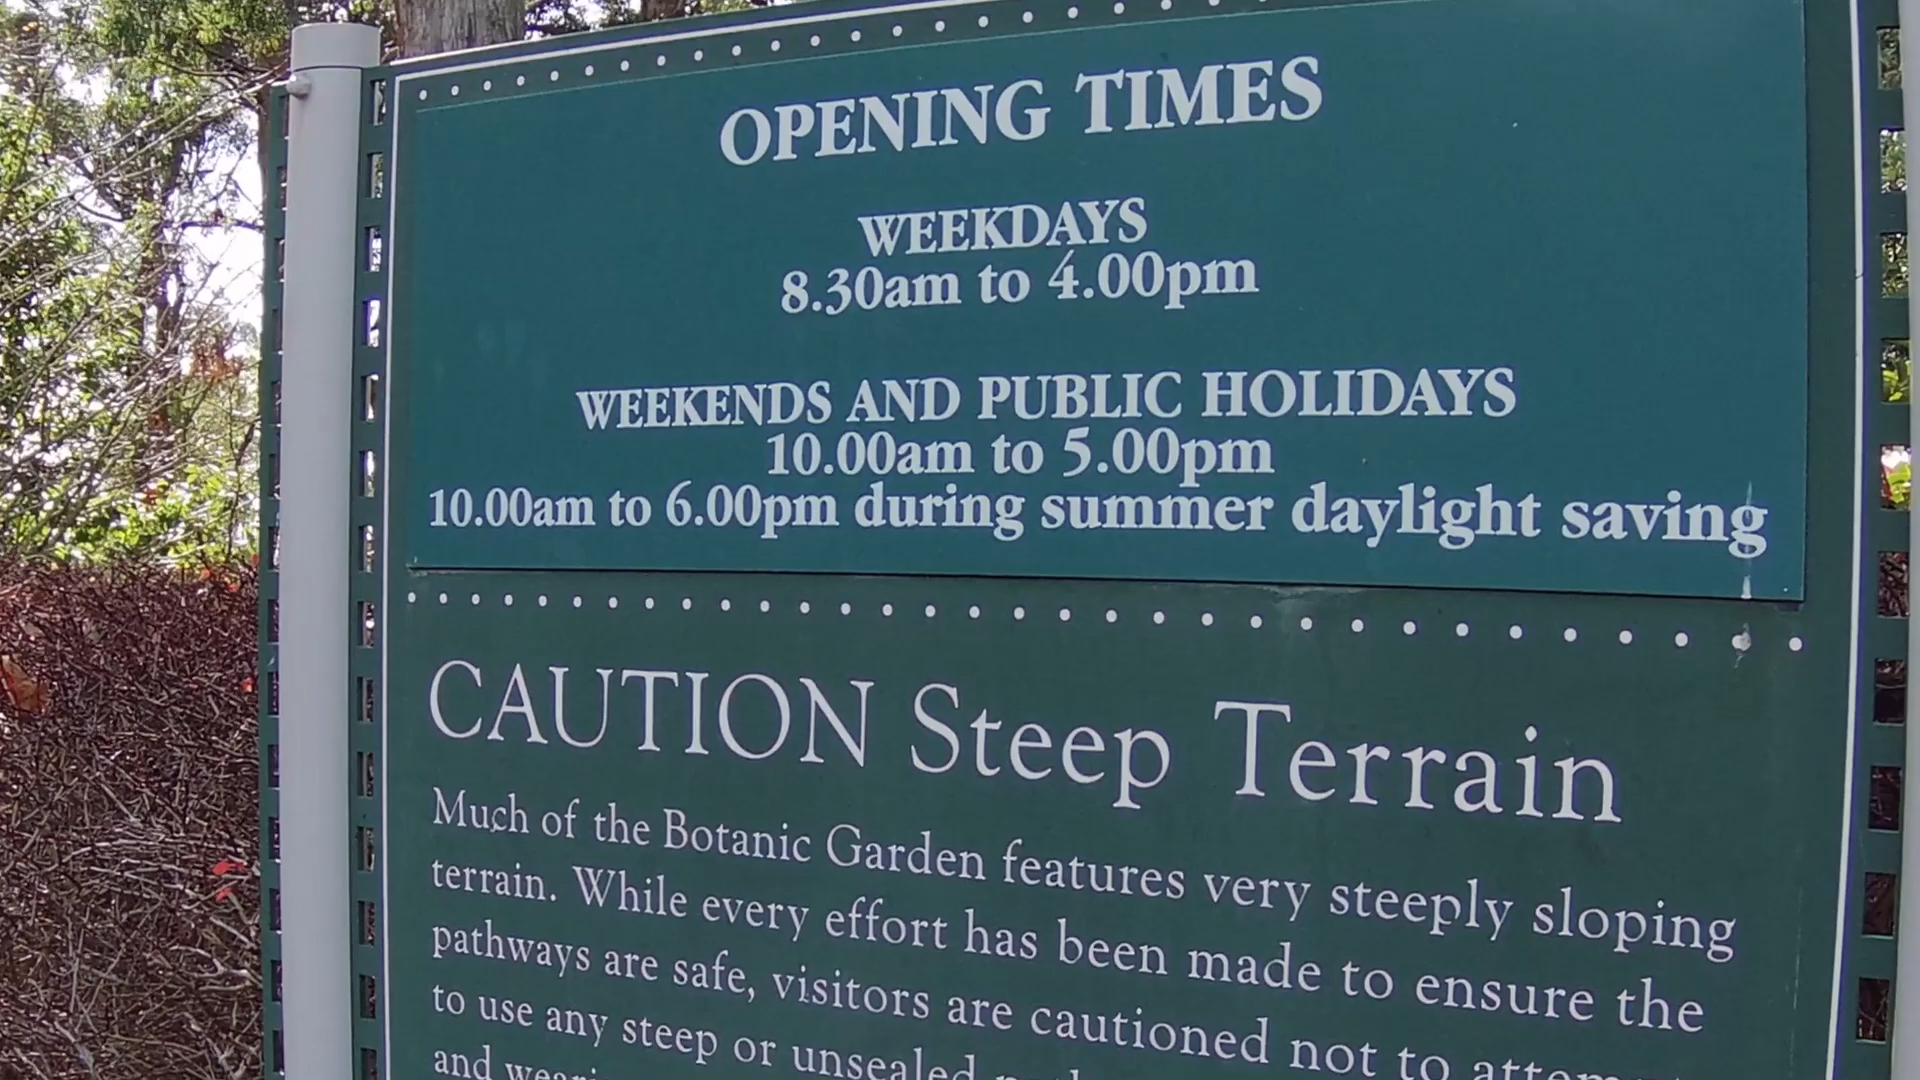 OPENING TIMES
WEEKDAYS
8.30am to 4.00pm
WEEKENDS AND PUBLIC HOLIDAYS
10.00am to 5.00pm
10.00am to 6.00pm during summer daylight saving
CAUTION Steep Terrain
Much of the Botanic Garden features very steeply sloping
terrain. While every effort has been made to ensure the
pathways are safe, visitors are cautioned not to
to use any steep or unsealed
and